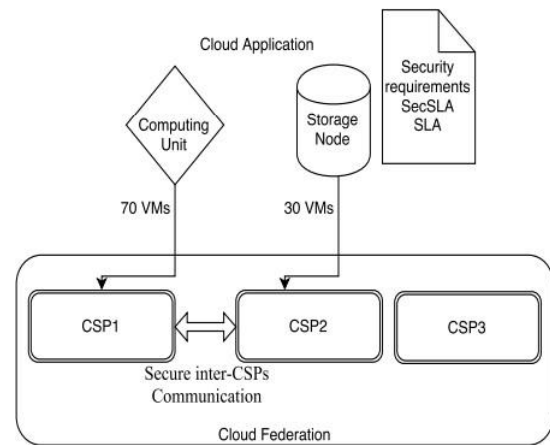 Cloud Application
Security
requirements
SecSLA
SLA
Computing
Unit
Storage
Node
70 VMs
30 VMs
CSP1
CSP2
CSP3
Secure inter-CSPs
Communication
Cloud Federation